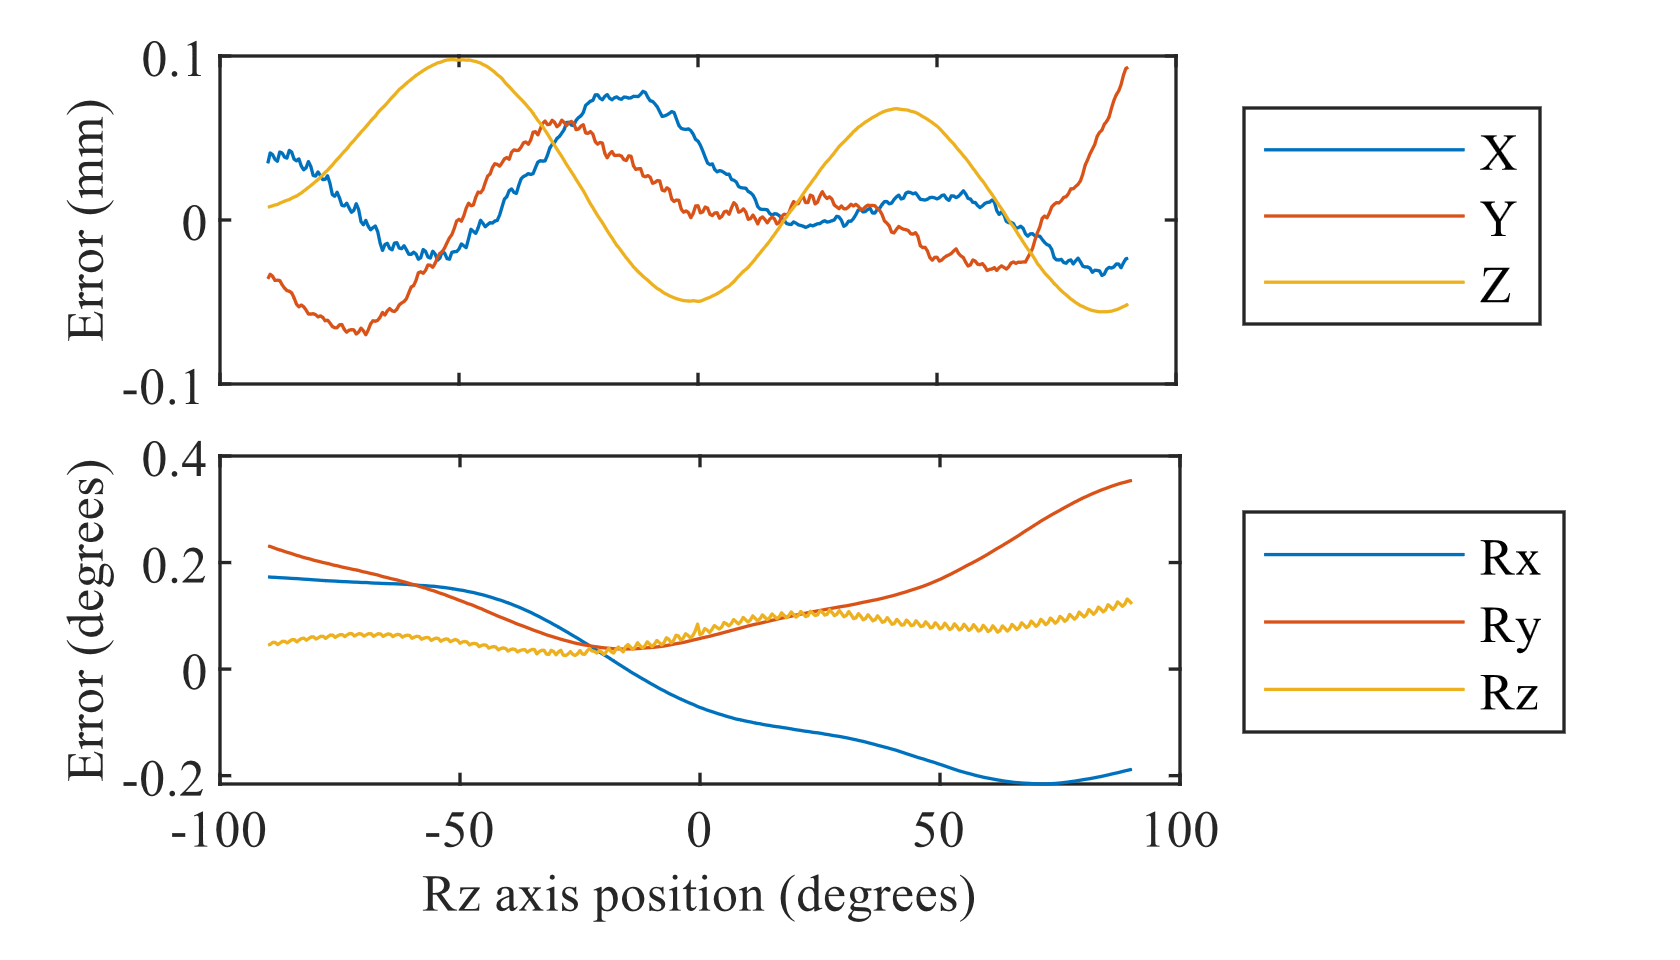 0.1
0
-0.1
Error (mm)
X
Y
Z
0.4
0.2
0
-0.2
Error (degrees)
-100
-50
0
50
100
Rz axis position (degrees)
Rx
Ry
Rz